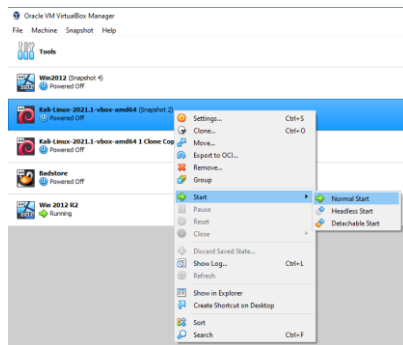 Oracle VM VirtualBox Manager
File Machine Snapshot Help
Tools
Win2012 (Snapshot 4)
Powered Off
Kali-Linux-2021.1-vbox-amd64 (Snapshot 2)
Powered Off
Kali-Linux-2021.1-vbox-amd64 1 Clone Cop
Powered Off
Badstore
Powered Off
Win 2012 R2
Running
Settings... Ctrl+S
Clone... Ctrl+O
Move...
Export to OCI...
Remove...
Group
Start
Pause
Reset
Close
Discard Saved State...
Show Log... Ctrl+L
Refresh
Show in Explorer
Create Shortcut on Desktop
Sort
Search Ctrl+F
Normal Start
Headless Start
Detachable Start